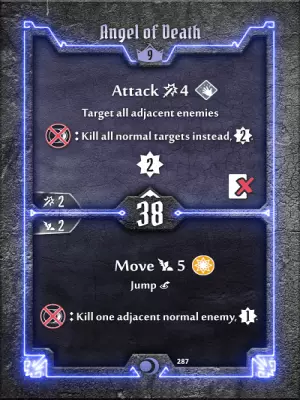 Angel of Death
9
Attack 4
Target all adjacent enemies
: Kill all normal targets instead, 2.
2
2
38
2
Move 5
Jump
: Kill one adjacent normal enemy, 1.
287